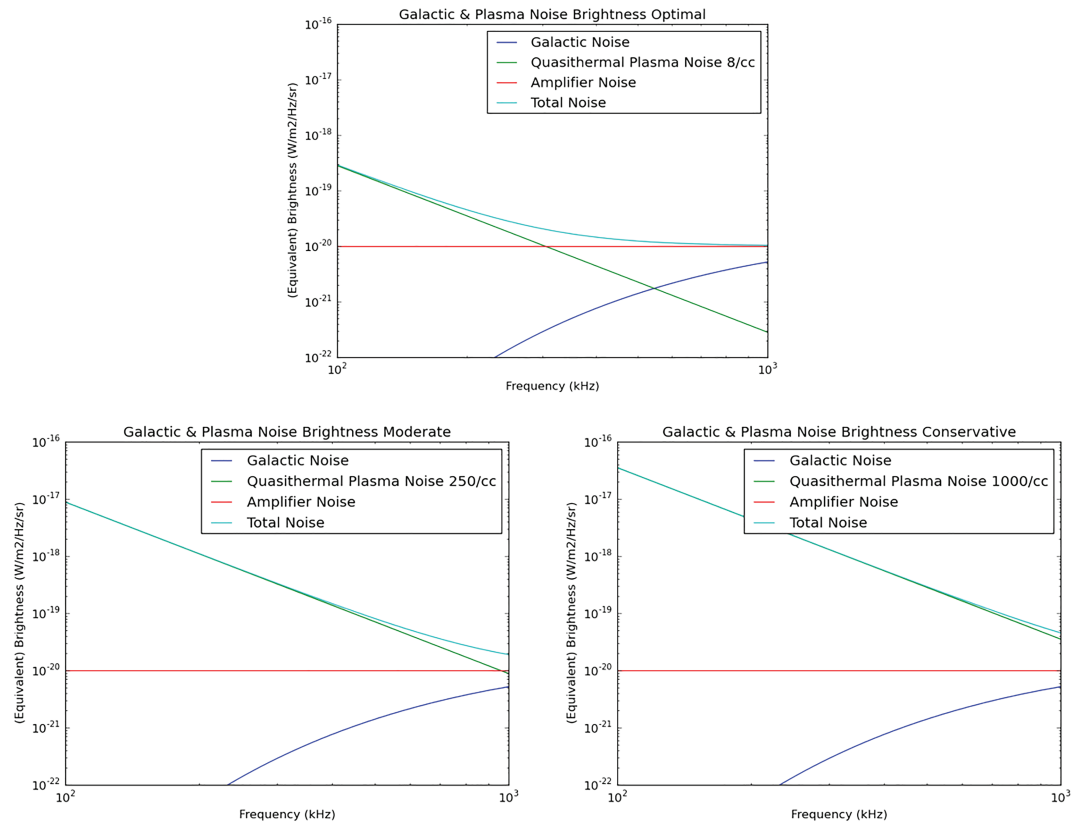 Galactic & Plasma Noise Brightness Optimal
10^-16
10^-17
10^-18
10^-19
10^-20
10^-21
10^-22
(Equivalent) Brightness (W/m2/Hz/sr)
Galactic Noise
Quasithermal Plasma Noise 8/cc
Amplifier Noise
Total Noise
10^2
10^3
Frequency (kHz)
Galactic & Plasma Noise Brightness Moderate
10^-16
10^-17
10^-18
10^-19
10^-20
10^-21
10^-22
(Equivalent) Brightness (W/m2/Hz/sr)
Galactic Noise
Quasithermal Plasma Noise 250/cc
Amplifier Noise
Total Noise
10^2
10^3
Frequency (kHz)
Galactic & Plasma Noise Brightness Conservative
10^-16
10^-17
10^-18
10^-19
10^-20
10^-21
10^-22
(Equivalent) Brightness (W/m2/Hz/sr)
Galactic Noise
Quasithermal Plasma Noise 1000/cc
Amplifier Noise
Total Noise
10^2
10^3
Frequency (kHz)